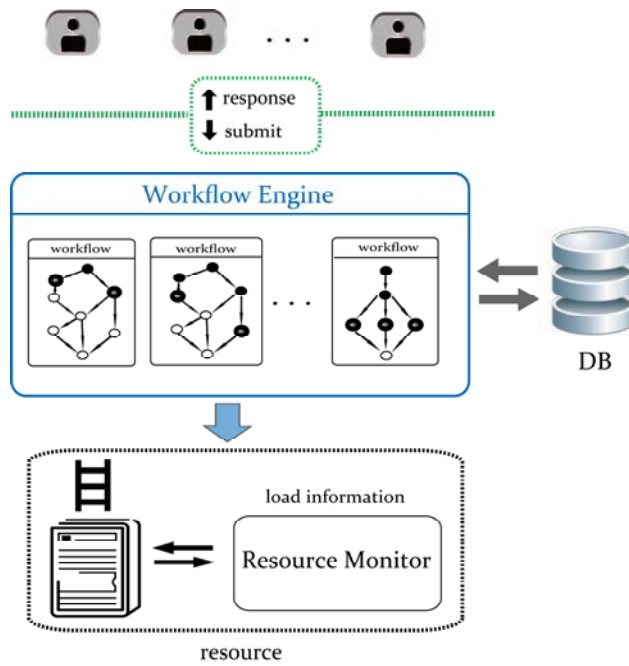 . . .
response
submit
Workflow Engine
workflow
workflow
workflow
. . .
DB
load information
Resource Monitor
resource